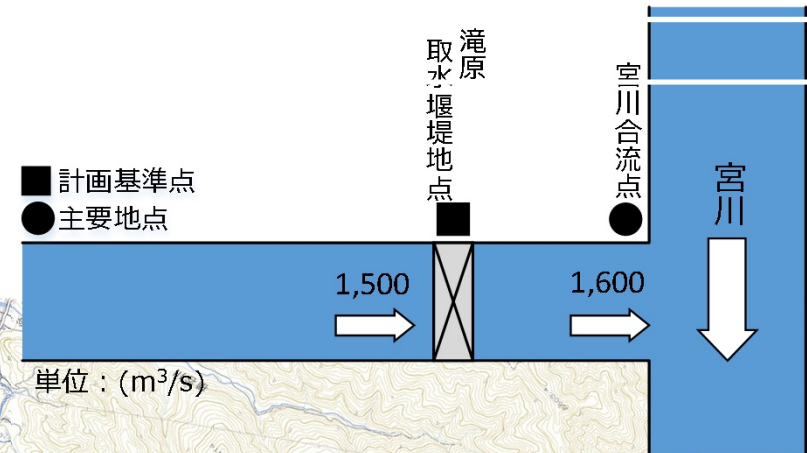 滝原
取水堰堤地点
宮川合流点
宮川
計画基準点
主要地点
1,500
1,600
単位：(m³/s)